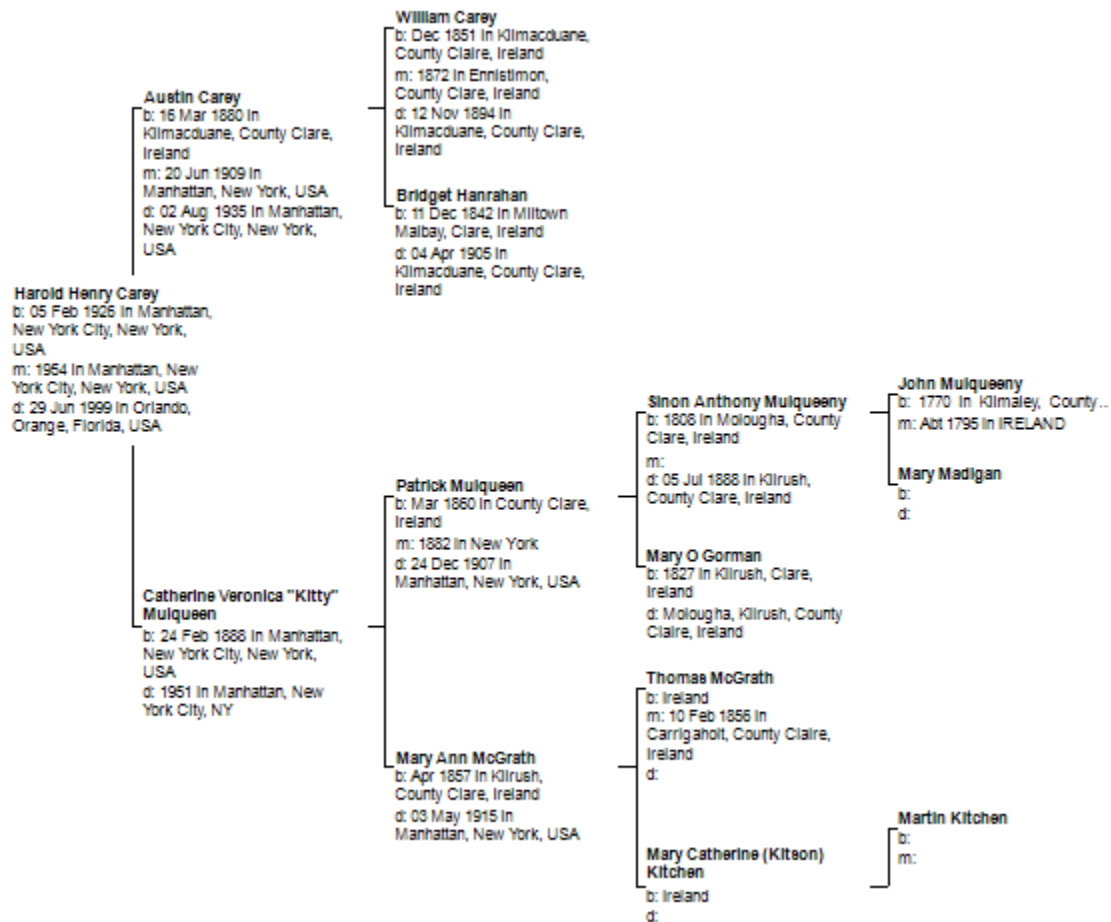 William Carey
b: Dec 1851 in Kilmacduane,
County Claire, Ireland
m: 1872 in Ennistimon,
County Clare, Ireland
d: 12 Nov 1894 in
Kilmacduane, County Clare,
Ireland
Austin Carey
b: 16 Mar 1880 in
Kilmacduane, County Clare,
Ireland
m: 20 Jun 1909 in
Manhattan, New York, USA
d: 02 Aug 1935 in Manhattan,
New York City, New York,
USA
Bridget Hanrahan
b: 11 Dec 1842 in Miltown
Malbay, Clare, Ireland
d: 04 Apr 1905 in
Kilmacduane, County Clare,
Ireland
Harold Henry Carey
b: 05 Feb 1926 in Manhattan,
New York City, New York,
USA
m: 1954 in Manhattan, New
York City, New York, USA
d: 29 Jun 1999 in Orlando,
Orange, Florida, USA
John Mulqueeny
b: 1770 in Kilmaley, County...
m: Abt 1795 in IRELAND
Sinon Anthony Mulqueeny
b: 1808 in Molougha, County
Clare, Ireland
m:
d: 05 Jul 1888 in Kilrush,
County Clare, Ireland
Mary Madigan
b:
d:
Patrick Mulqueen
b: Mar 1860 in County Clare,
Ireland
m: 1882 in New York
d: 24 Dec 1907 in
Manhattan, New York, USA
Mary O Gorman
b: 1827 in Kilrush, Clare,
Ireland
d: Molougha, Kilrush, County
Claire, Ireland
Catherine Veronica "Kitty"
Mulqueen
b: 24 Feb 1888 in Manhattan,
New York City, New York,
USA
d: 1951 in Manhattan, New
York City, NY
Thomas McGrath
b: Ireland
m: 10 Feb 1856 in
Carrigaholt, County Claire,
Ireland
d:
Mary Ann McGrath
b: Apr 1857 in Kilrush,
County Clare, Ireland
d: 03 May 1915 in
Manhattan, New York, USA
Martin Kitchen
b:
m:
Mary Catherine (Kitson)
Kitchen
b: Ireland
d: